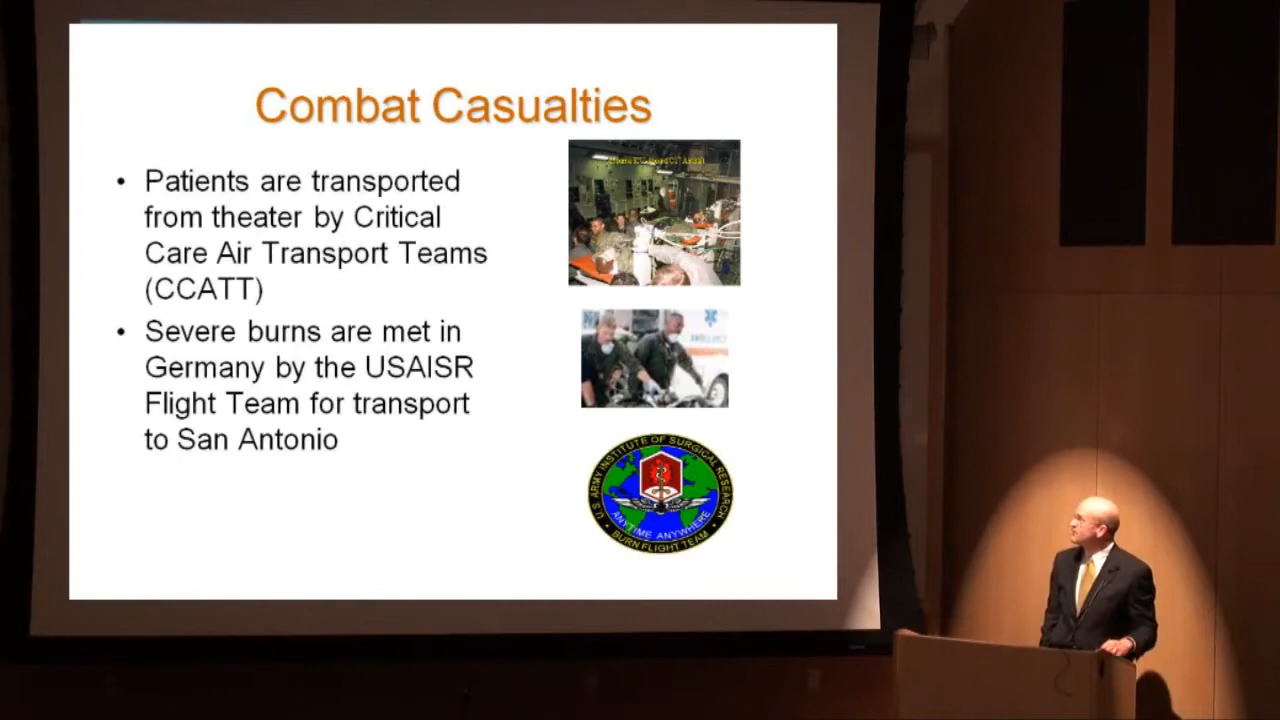 Combat Casualties
• Patients are transported
from theater by Critical
Care Air Transport Teams
(CCATT)
• Severe burns are met in
Germany by the USAISR
Flight Team for transport
to San Antonio
AMBULANCE
U.S. ARMY INSTITUTE OF SURGICAL RESEARCH
ANYTIME ANYWHERE
BURN FLIGHT TEAM